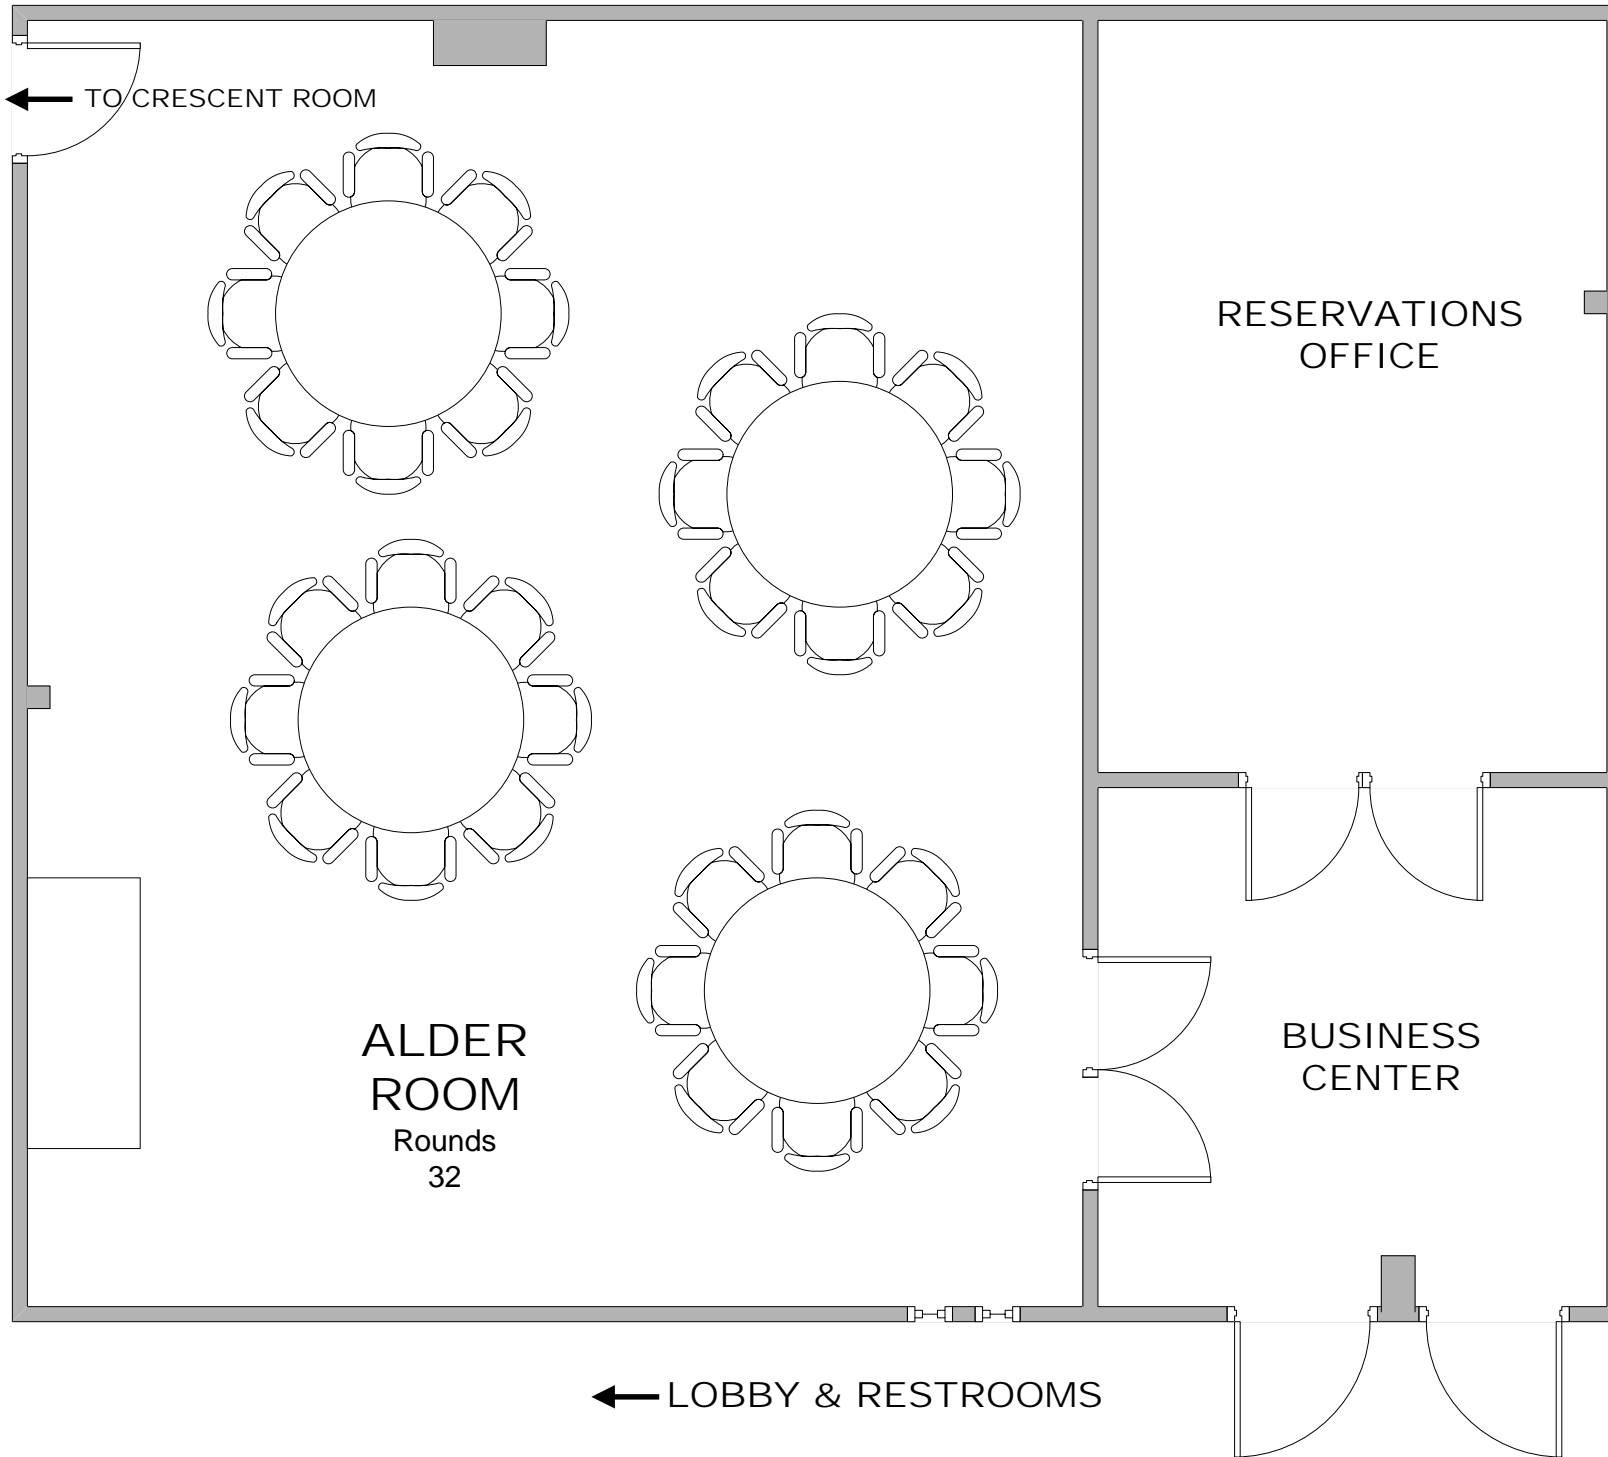 TO CRESCENT ROOM
RESERVATIONS
OFFICE
ALDER
ROOM
Rounds
32
BUSINESS
CENTER
LOBBY & RESTROOMS